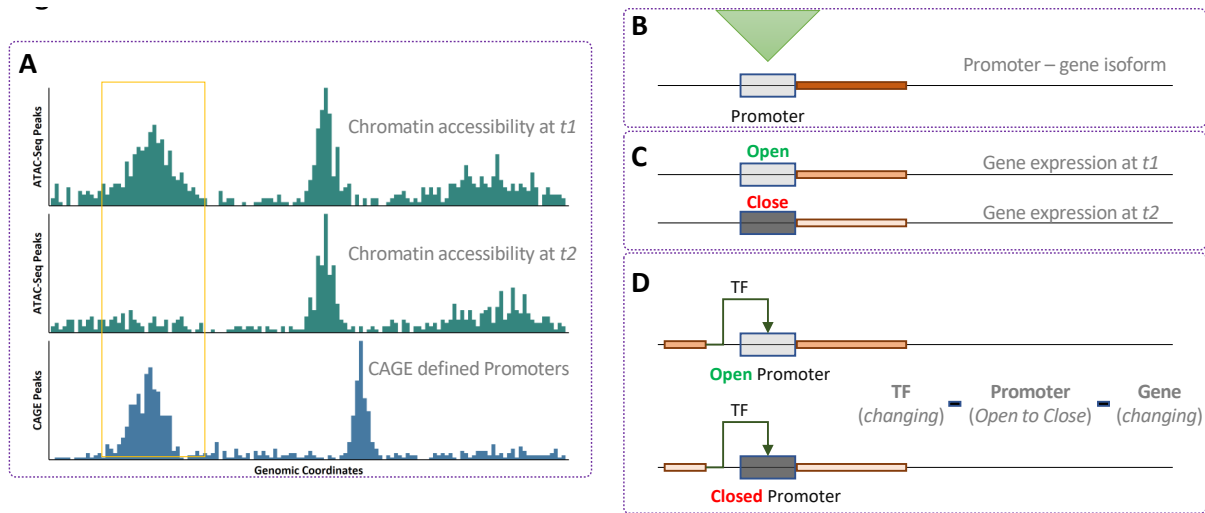 A
ATAC-Seq Peaks
Chromatin accessibility at t1
ATAC-Seq Peaks
Chromatin accessibility at t2
CAGE Peaks
CAGE defined Promoters
Genomic Coordinates
B
Promoter – gene isoform
Promoter
C
Open
Gene expression at t1
Close
Gene expression at t2
D
TF
Open Promoter
TF
Closed Promoter
TF - Promoter - Gene
(changing) (Open to Close) (changing)